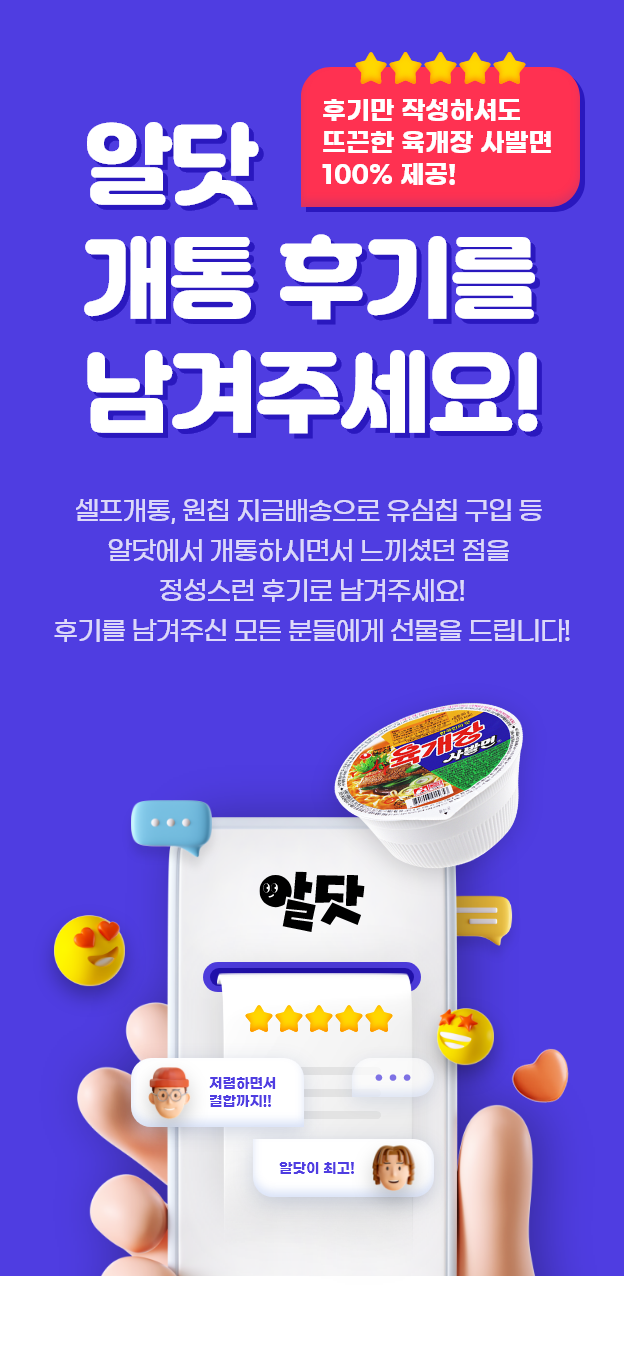 후기만 작성하셔도
뜨끈한 육개장 사발면
100% 제공!
알닷
개통 후기를
남겨주세요!
셀프개통, 원칩 지금배송으로 유심칩 구입 등
알닷에서 개통하시면서 느끼셨던 점을
정성스런 후기로 남겨주세요!
후기를 남겨주신 모든 분들에게 선물을 드립니다!
육개장
사발면
알닷
저렴하면서
결합까지!!
알닷이 최고!